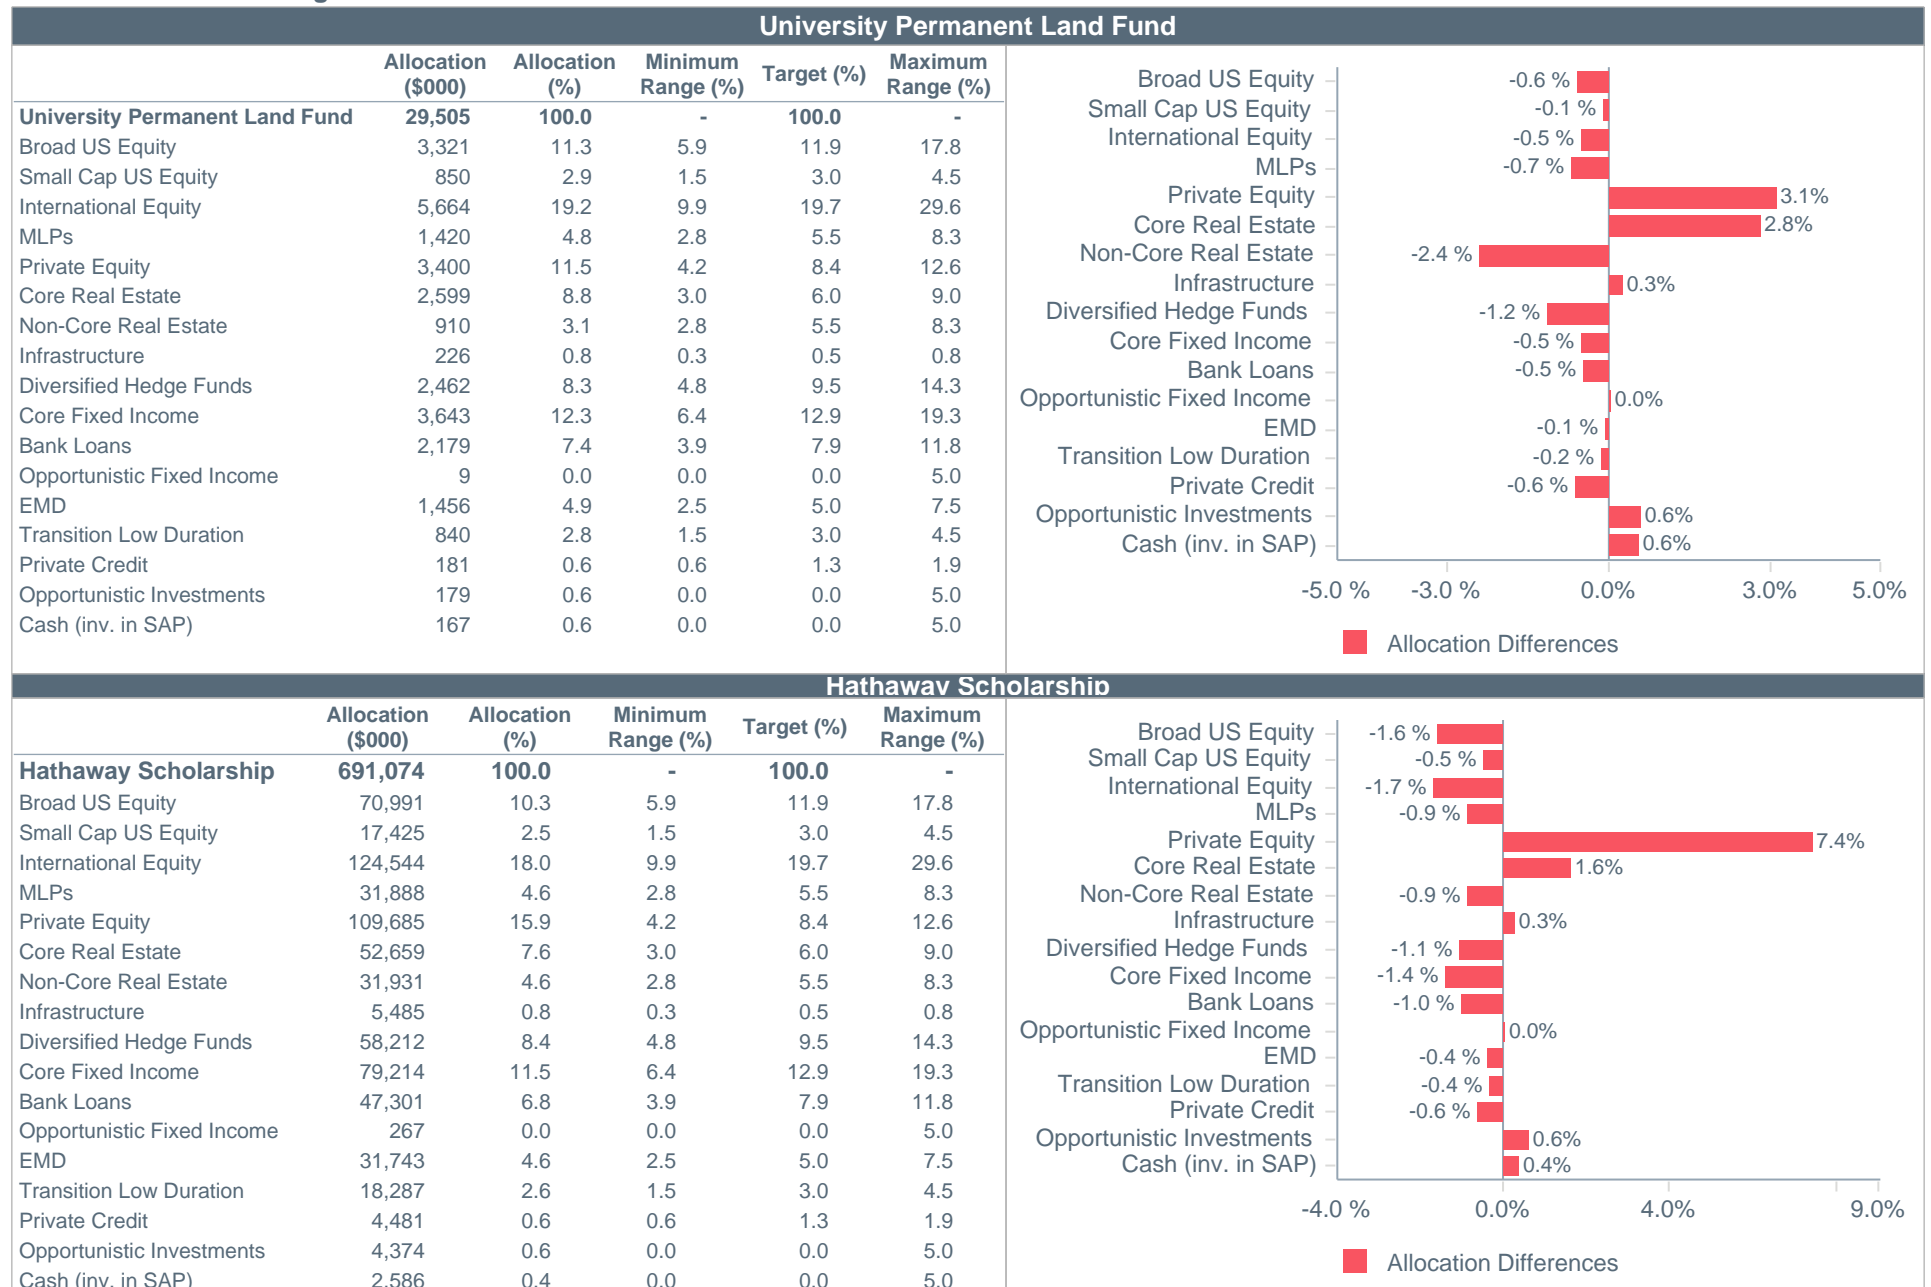 University Permanent Land Fund
Allocation ($000) Allocation (%) Minimum Range (%) Target (%) Maximum Range (%)
University Permanent Land Fund 29,505 100.0 - 100.0 -
Broad US Equity 3,321 11.3 5.9 11.9 17.8
Small Cap US Equity 850 2.9 1.5 3.0 4.5
International Equity 5,664 19.2 9.9 19.7 29.6
MLPs 1,420 4.8 2.8 5.5 8.3
Private Equity 3,400 11.5 4.2 8.4 12.6
Core Real Estate 2,599 8.8 3.0 6.0 9.0
Non-Core Real Estate 910 3.1 2.8 5.5 8.3
Infrastructure 226 0.8 0.3 0.5 0.8
Diversified Hedge Funds 2,462 8.3 4.8 9.5 14.3
Core Fixed Income 3,643 12.3 6.4 12.9 19.3
Bank Loans 2,179 7.4 3.9 7.9 11.8
Opportunistic Fixed Income 9 0.0 0.0 0.0 5.0
EMD 1,456 4.9 2.5 5.0 7.5
Transition Low Duration 840 2.8 1.5 3.0 4.5
Private Credit 181 0.6 0.6 1.3 1.9
Opportunistic Investments 179 0.6 0.0 0.0 5.0
Cash (inv. in SAP) 167 0.6 0.0 0.0 5.0
Broad US Equity -0.6 %
Small Cap US Equity -0.1 %
International Equity -0.5 %
MLPs -0.7 %
Private Equity 3.1%
Core Real Estate 2.8%
Non-Core Real Estate -2.4 %
Infrastructure 0.3%
Diversified Hedge Funds -1.2 %
Core Fixed Income -0.5 %
Bank Loans -0.5 %
Opportunistic Fixed Income 0.0%
EMD -0.1 %
Transition Low Duration -0.2 %
Private Credit -0.6 %
Opportunistic Investments 0.6%
Cash (inv. in SAP) 0.6%
-5.0 % -3.0 % 0.0% 3.0% 5.0%
Allocation Differences
Hathaway Scholarship
Allocation ($000) Allocation (%) Minimum Range (%) Target (%) Maximum Range (%)
Hathaway Scholarship 691,074 100.0 - 100.0 -
Broad US Equity 70,991 10.3 5.9 11.9 17.8
Small Cap US Equity 17,425 2.5 1.5 3.0 4.5
International Equity 124,544 18.0 9.9 19.7 29.6
MLPs 31,888 4.6 2.8 5.5 8.3
Private Equity 109,685 15.9 4.2 8.4 12.6
Core Real Estate 52,659 7.6 3.0 6.0 9.0
Non-Core Real Estate 31,931 4.6 2.8 5.5 8.3
Infrastructure 5,485 0.8 0.3 0.5 0.8
Diversified Hedge Funds 58,212 8.4 4.8 9.5 14.3
Core Fixed Income 79,214 11.5 6.4 12.9 19.3
Bank Loans 47,301 6.8 3.9 7.9 11.8
Opportunistic Fixed Income 267 0.0 0.0 0.0 5.0
EMD 31,743 4.6 2.5 5.0 7.5
Transition Low Duration 18,287 2.6 1.5 3.0 4.5
Private Credit 4,481 0.6 0.6 1.3 1.9
Opportunistic Investments 4,374 0.6 0.0 0.0 5.0
Cash (inv. in SAP) 2,586 0.4 0.0 0.0 5.0
Broad US Equity -1.6 %
Small Cap US Equity -0.5 %
International Equity -1.7 %
MLPs -0.9 %
Private Equity 7.4%
Core Real Estate 1.6%
Non-Core Real Estate -0.9 %
Infrastructure 0.3%
Diversified Hedge Funds -1.1 %
Core Fixed Income -1.4 %
Bank Loans -1.0 %
Opportunistic Fixed Income 0.0%
EMD -0.4 %
Transition Low Duration -0.4 %
Private Credit -0.6 %
Opportunistic Investments 0.6%
Cash (inv. in SAP) 0.4%
-4.0 % 0.0% 4.0% 9.0%
Allocation Differences